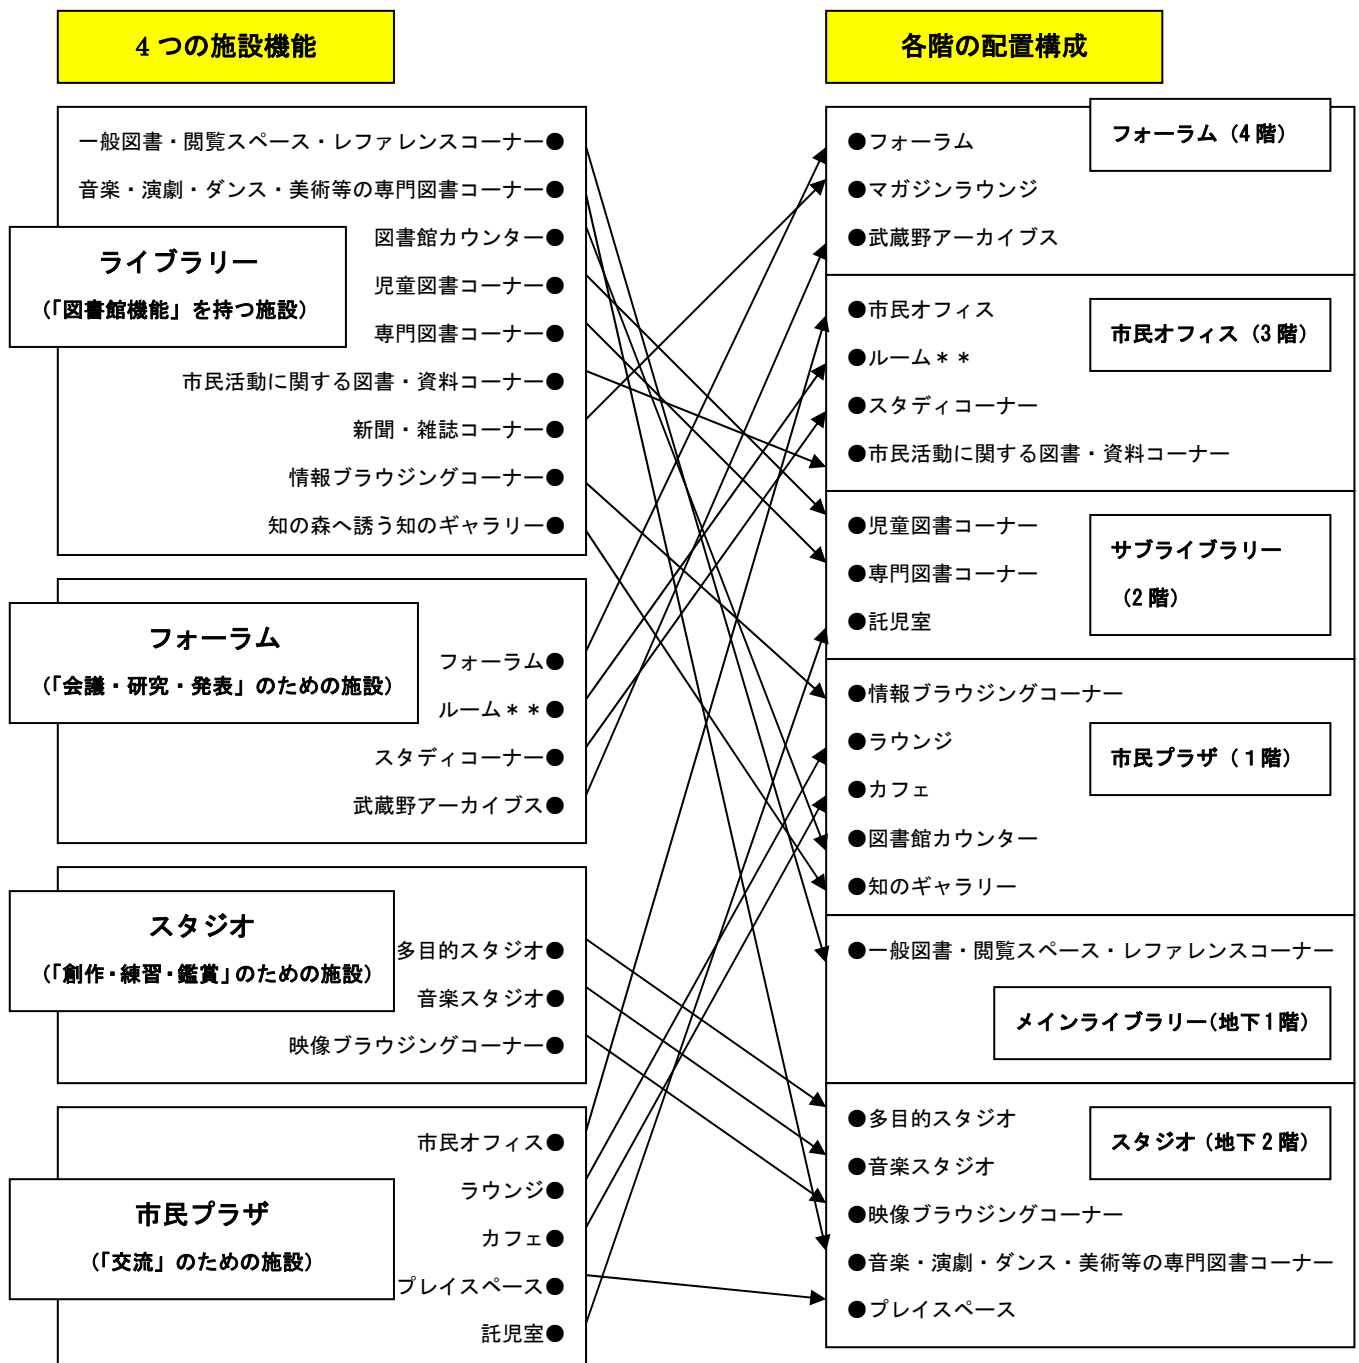 4つの施設機能
一般図書・閲覧スペース・レファレンスコーナー●
音楽・演劇・ダンス・美術等の専門図書コーナー●
図書館カウンター●
ライブラリー
（「図書館機能」を持つ施設）
児童図書コーナー●
専門図書コーナー●
市民活動に関する図書・資料コーナー●
新聞・雑誌コーナー●
情報ブラウジングコーナー●
知の森へ誘う知のギャラリー●
フォーラム
（「会議・研究・発表」のための施設）
フォーラム●
ルーム＊＊●
スタディコーナー●
武蔵野アーカイブス●
スタジオ
（「創作・練習・鑑賞」のための施設）
多目的スタジオ●
音楽スタジオ●
映像ブラウジングコーナー●
市民オフィス●
ラウンジ●
市民プラザ
（「交流」のための施設）
カフェ●
プレイスペース●
託児室●
各階の配置構成
フォーラム（4階）
●フォーラム
●マガジンラウンジ
●武蔵野アーカイブス
市民オフィス（3階）
●市民オフィス
●ルーム＊＊
●スタディコーナー
●市民活動に関する図書・資料コーナー
サブライブラリー
（2階）
●児童図書コーナー
●専門図書コーナー
●託児室
●情報ブラウジングコーナー
●ラウンジ
市民プラザ（１階）
●カフェ
●図書館カウンター
●知のギャラリー
●一般図書・閲覧スペース・レファレンスコーナー
メインライブラリー（地下1階）
●多目的スタジオ
スタジオ（地下2階）
●音楽スタジオ
●映像ブラウジングコーナー
●音楽・演劇・ダンス・美術等の専門図書コーナー
●プレイスペース